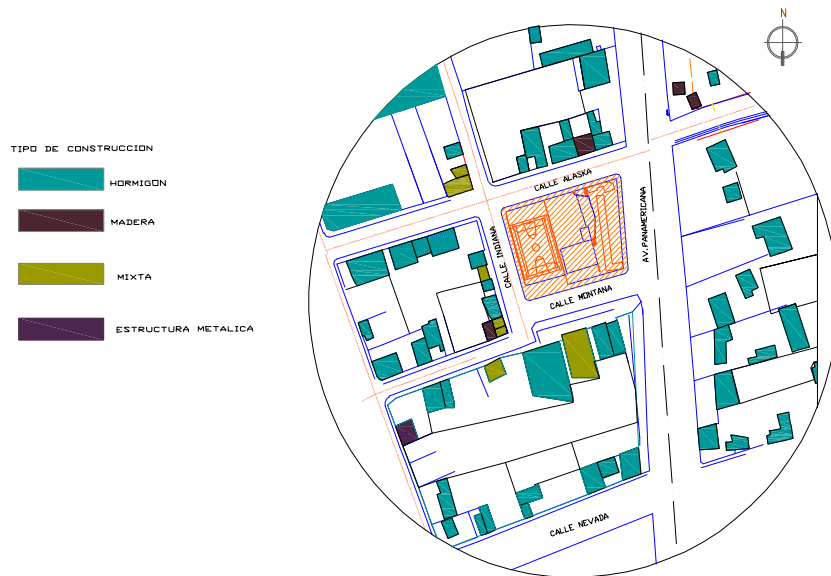 N
TIPO DE CONSTRUCCION
HORMIGON
MADERA
MIXTA
ESTRUCTURA METALICA
CALLE ALASKA
AV. PANAMERICANA
CALLE INDIANA
CALLE MONTANA
CALLE NEVADA